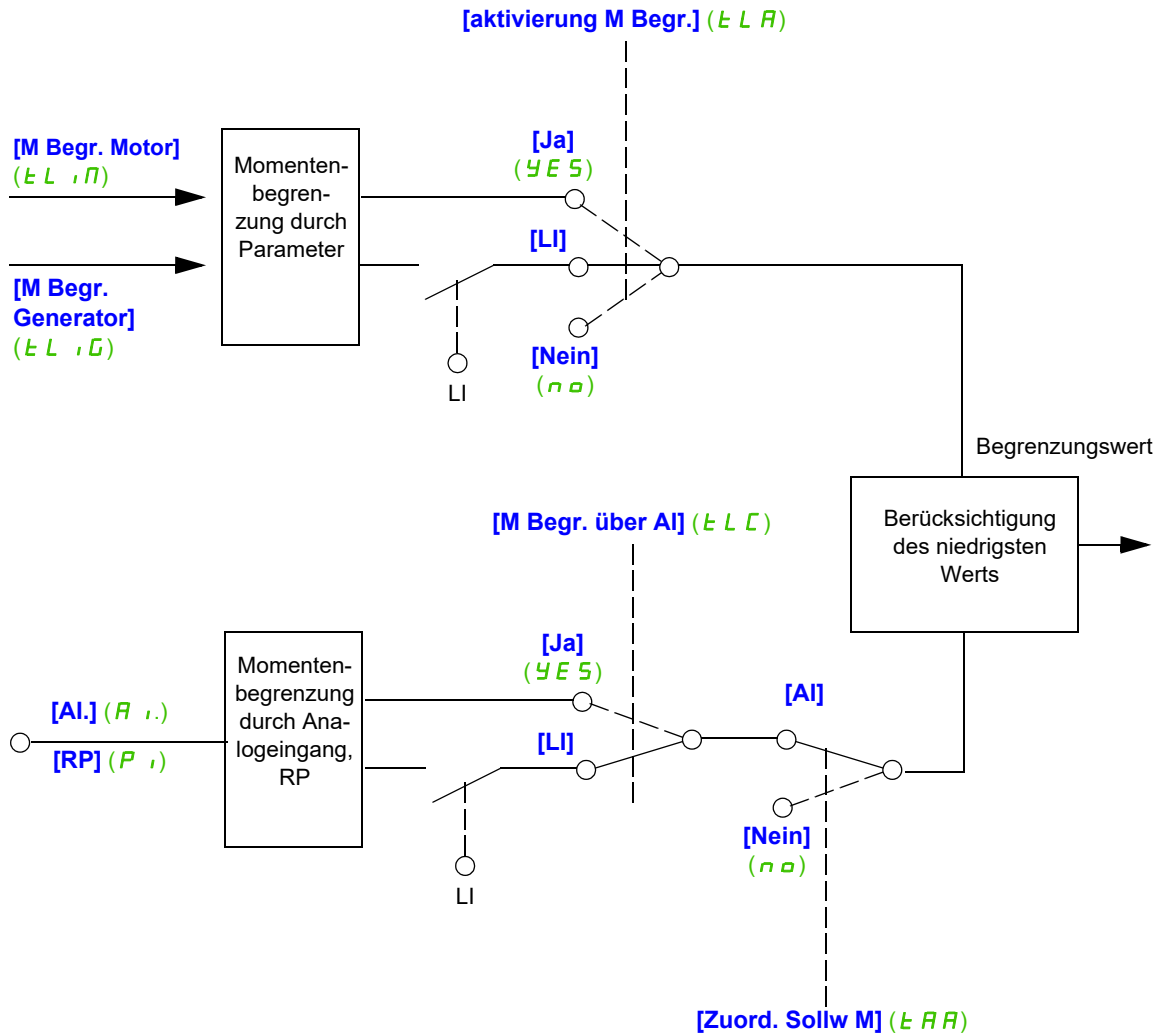 [aktivierung M Begr.] (tLA)
[M Begr. Motor]
(tLiM)
Momenten-
begren-
zung durch
Parameter
[Ja]
(YES)
[LI]
[M Begr.
Generator]
(tLiG)
LI
[Nein]
(no)
Begrenzungswert
[M Begr. über AI] (tLC)
Berücksichtigung
des niedrigsten
Werts
[AI.] (Ai.)
[RP] (Pi)
Momenten-
begrenzung
durch Ana-
logeingang,
RP
[Ja]
(YES)
[LI]
[AI]
LI
[Nein]
(no)
[Zuord. Sollw M] (tAA)